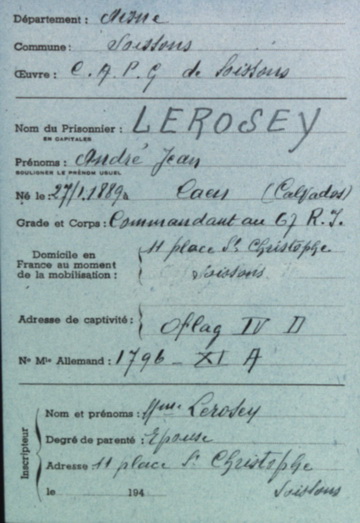 Département : Aisne
Commune : Soissons
Œuvre : C. A. P. G de Soissons
Nom du Prisonnier : LEROSEY
EN CAPITALES
Prénoms : André Jean
SOULIGNER LE PRÉNOM USUEL
Né le : 27/1.1889 à Caen (Calvados)
Grade et Corps : Commandant au 67 R. I.
Domicile en France au moment de la mobilisation : 11 place St Christophe
Soissons
Adresse de captivité : Oflag IV D
No Mle Allemand : 1796 - XI A
Inscripteur
Nom et prénoms : Mme Lerosey
Degré de parenté : Epouse
Adresse 11 place St Christophe
le 194 Soissons